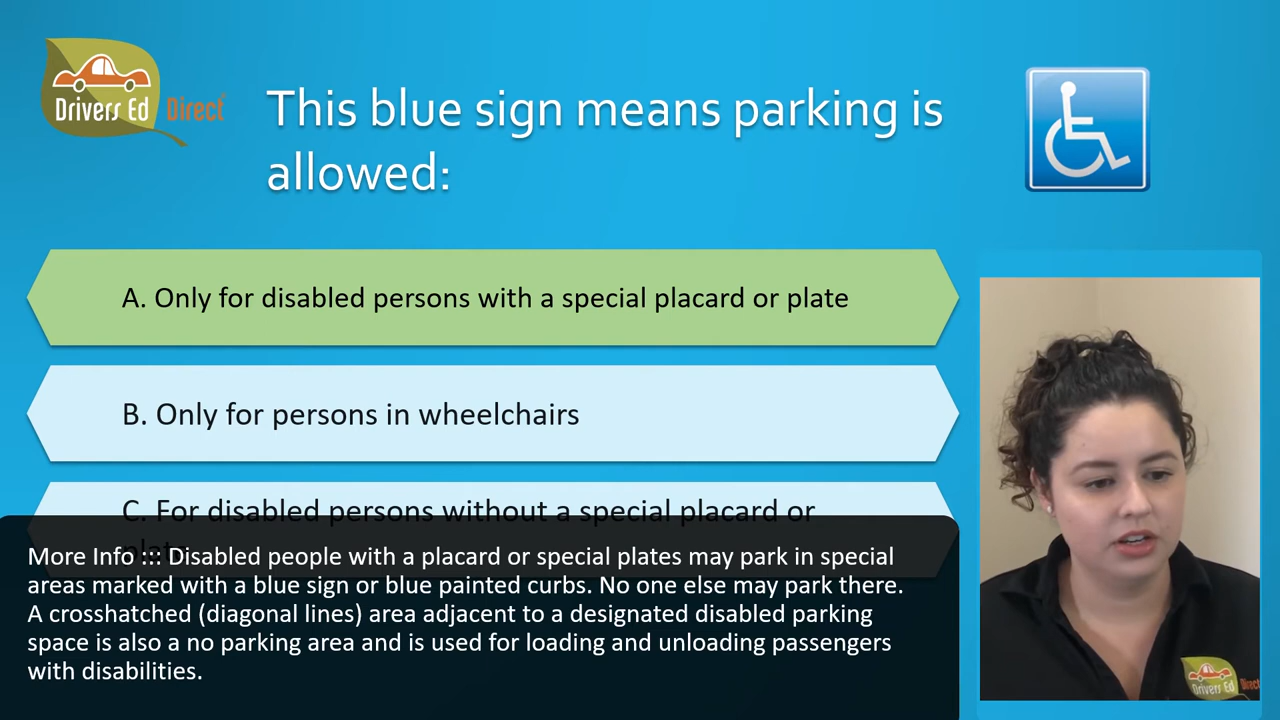 Drivers Ed Direct
This blue sign means parking is
allowed:
A. Only for disabled persons with a special placard or plate
B. Only for persons in wheelchairs
C. For disabled persons without a special placard or
More Info ::: Disabled people with a placard or special plates may park in special
areas marked with a blue sign or blue painted curbs. No one else may park there.
A crosshatched (diagonal lines) area adjacent to a designated disabled parking
space is also a no parking area and is used for loading and unloading passengers
with disabilities.
Drivers Ed Direct